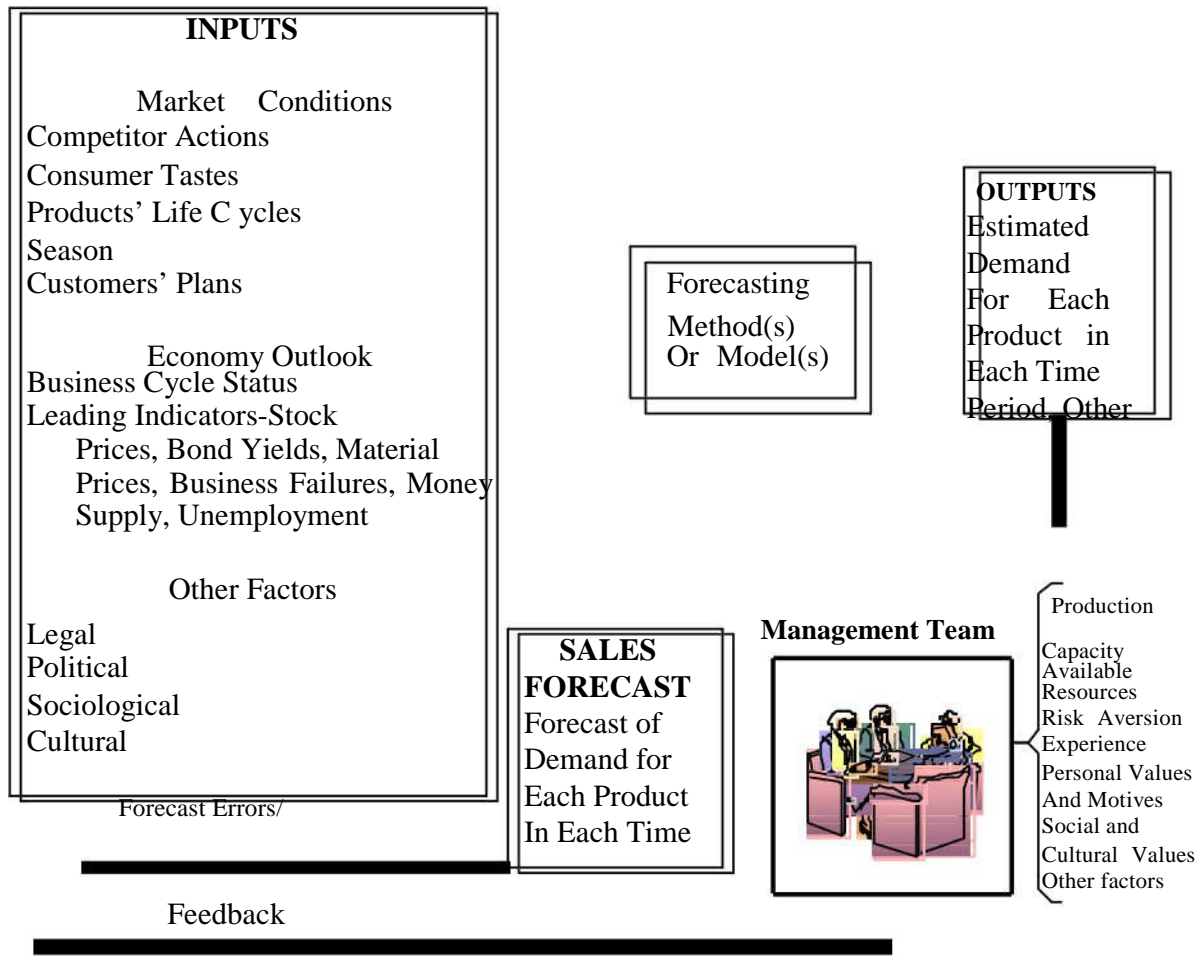 INPUTS
Market Conditions
Competitor Actions
Consumer Tastes
Products’ Life C ycles
Season
Customers’ Plans
Economy Outlook
Business Cycle Status
Leading Indicators-Stock
Prices, Bond Yields, Material
Prices, Business Failures, Money
Supply, Unemployment
Other Factors
Legal
Political
Sociological
Cultural
Forecasting
Method(s)
Or Model(s)
OUTPUTS
Estimated
Demand
For Each
Product in
Each Time
Period, Other
Management Team
Production
Capacity
Available
Resources
Risk Aversion
Experience
Personal Values
And Motives
Social and
Cultural Values
Other factors
SALES
FORECAST
Forecast of
Demand for
Each Product
In Each Time
Forecast Errors/
Feedback